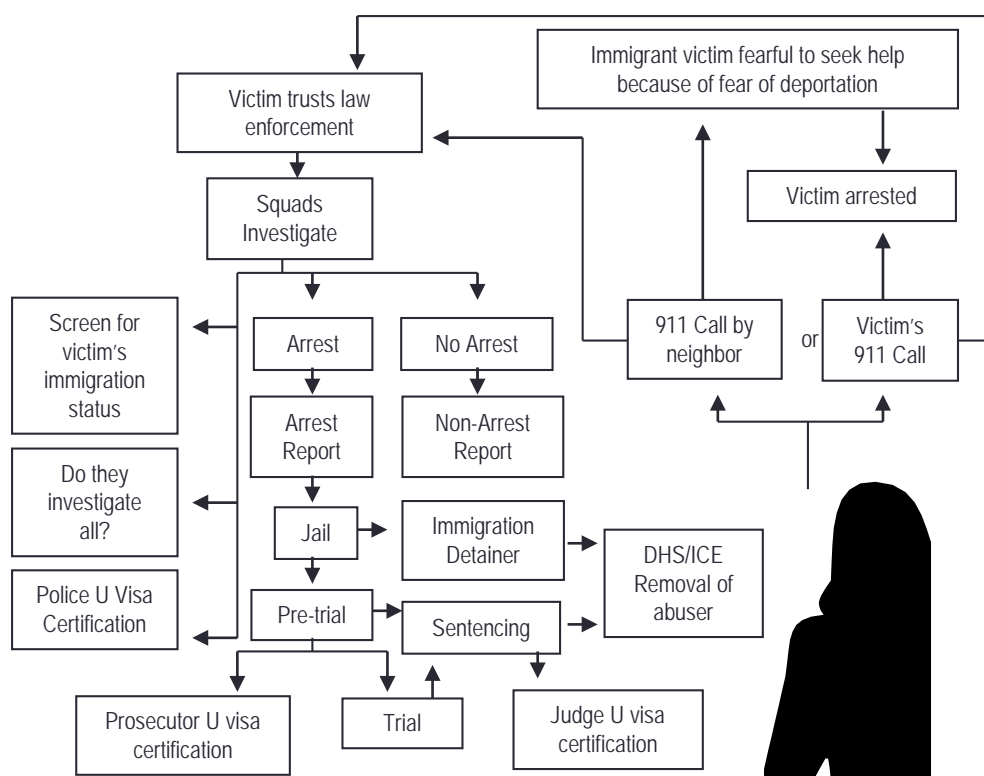 Immigrant victim fearful to seek help
because of fear of deportation
Victim trusts law
enforcement
Victim arrested
Squads
Investigate
911 Call by
neighbor
or
Victim's
911 Call
Screen for
victim's
immigration
status
Arrest
No Arrest
Arrest
Report
Non-Arrest
Report
Do they
investigate
all?
Jail
Immigration
Detainer
DHS/ICE
Removal of
abuser
Police U Visa
Certification
Pre-trial
Sentencing
Prosecutor U visa
certification
Trial
Judge U visa
certification